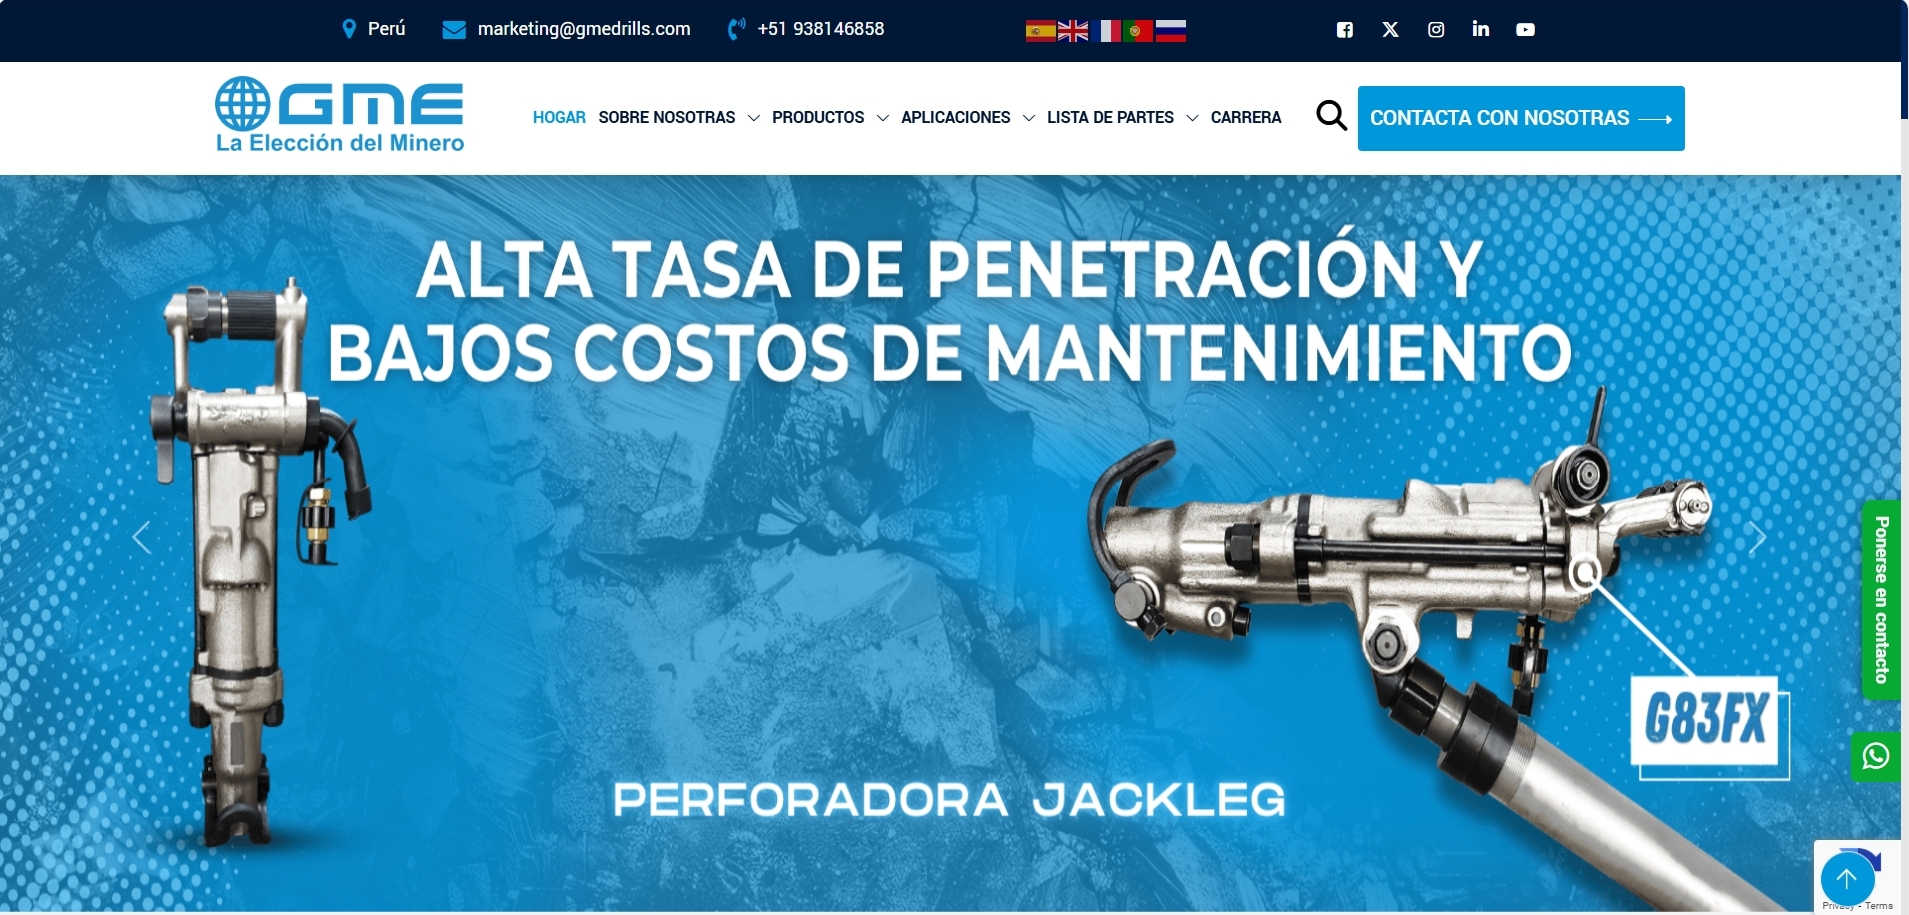 Perú
marketing@gmedrills.com
+51 938146858
GME
La Elección del Minero
HOGAR
SOBRE NOSOTRAS
PRODUCTOS
APLICACIONES
LISTA DE PARTES
CARRERA
CONTACTA CON NOSOTRAS
ALTA TASA DE PENETRACIÓN Y
BAJOS COSTOS DE MANTENIMIENTO
Ponerse en contacto
G83FX
PERFORADORA JACKLEG
Privacy - Terms